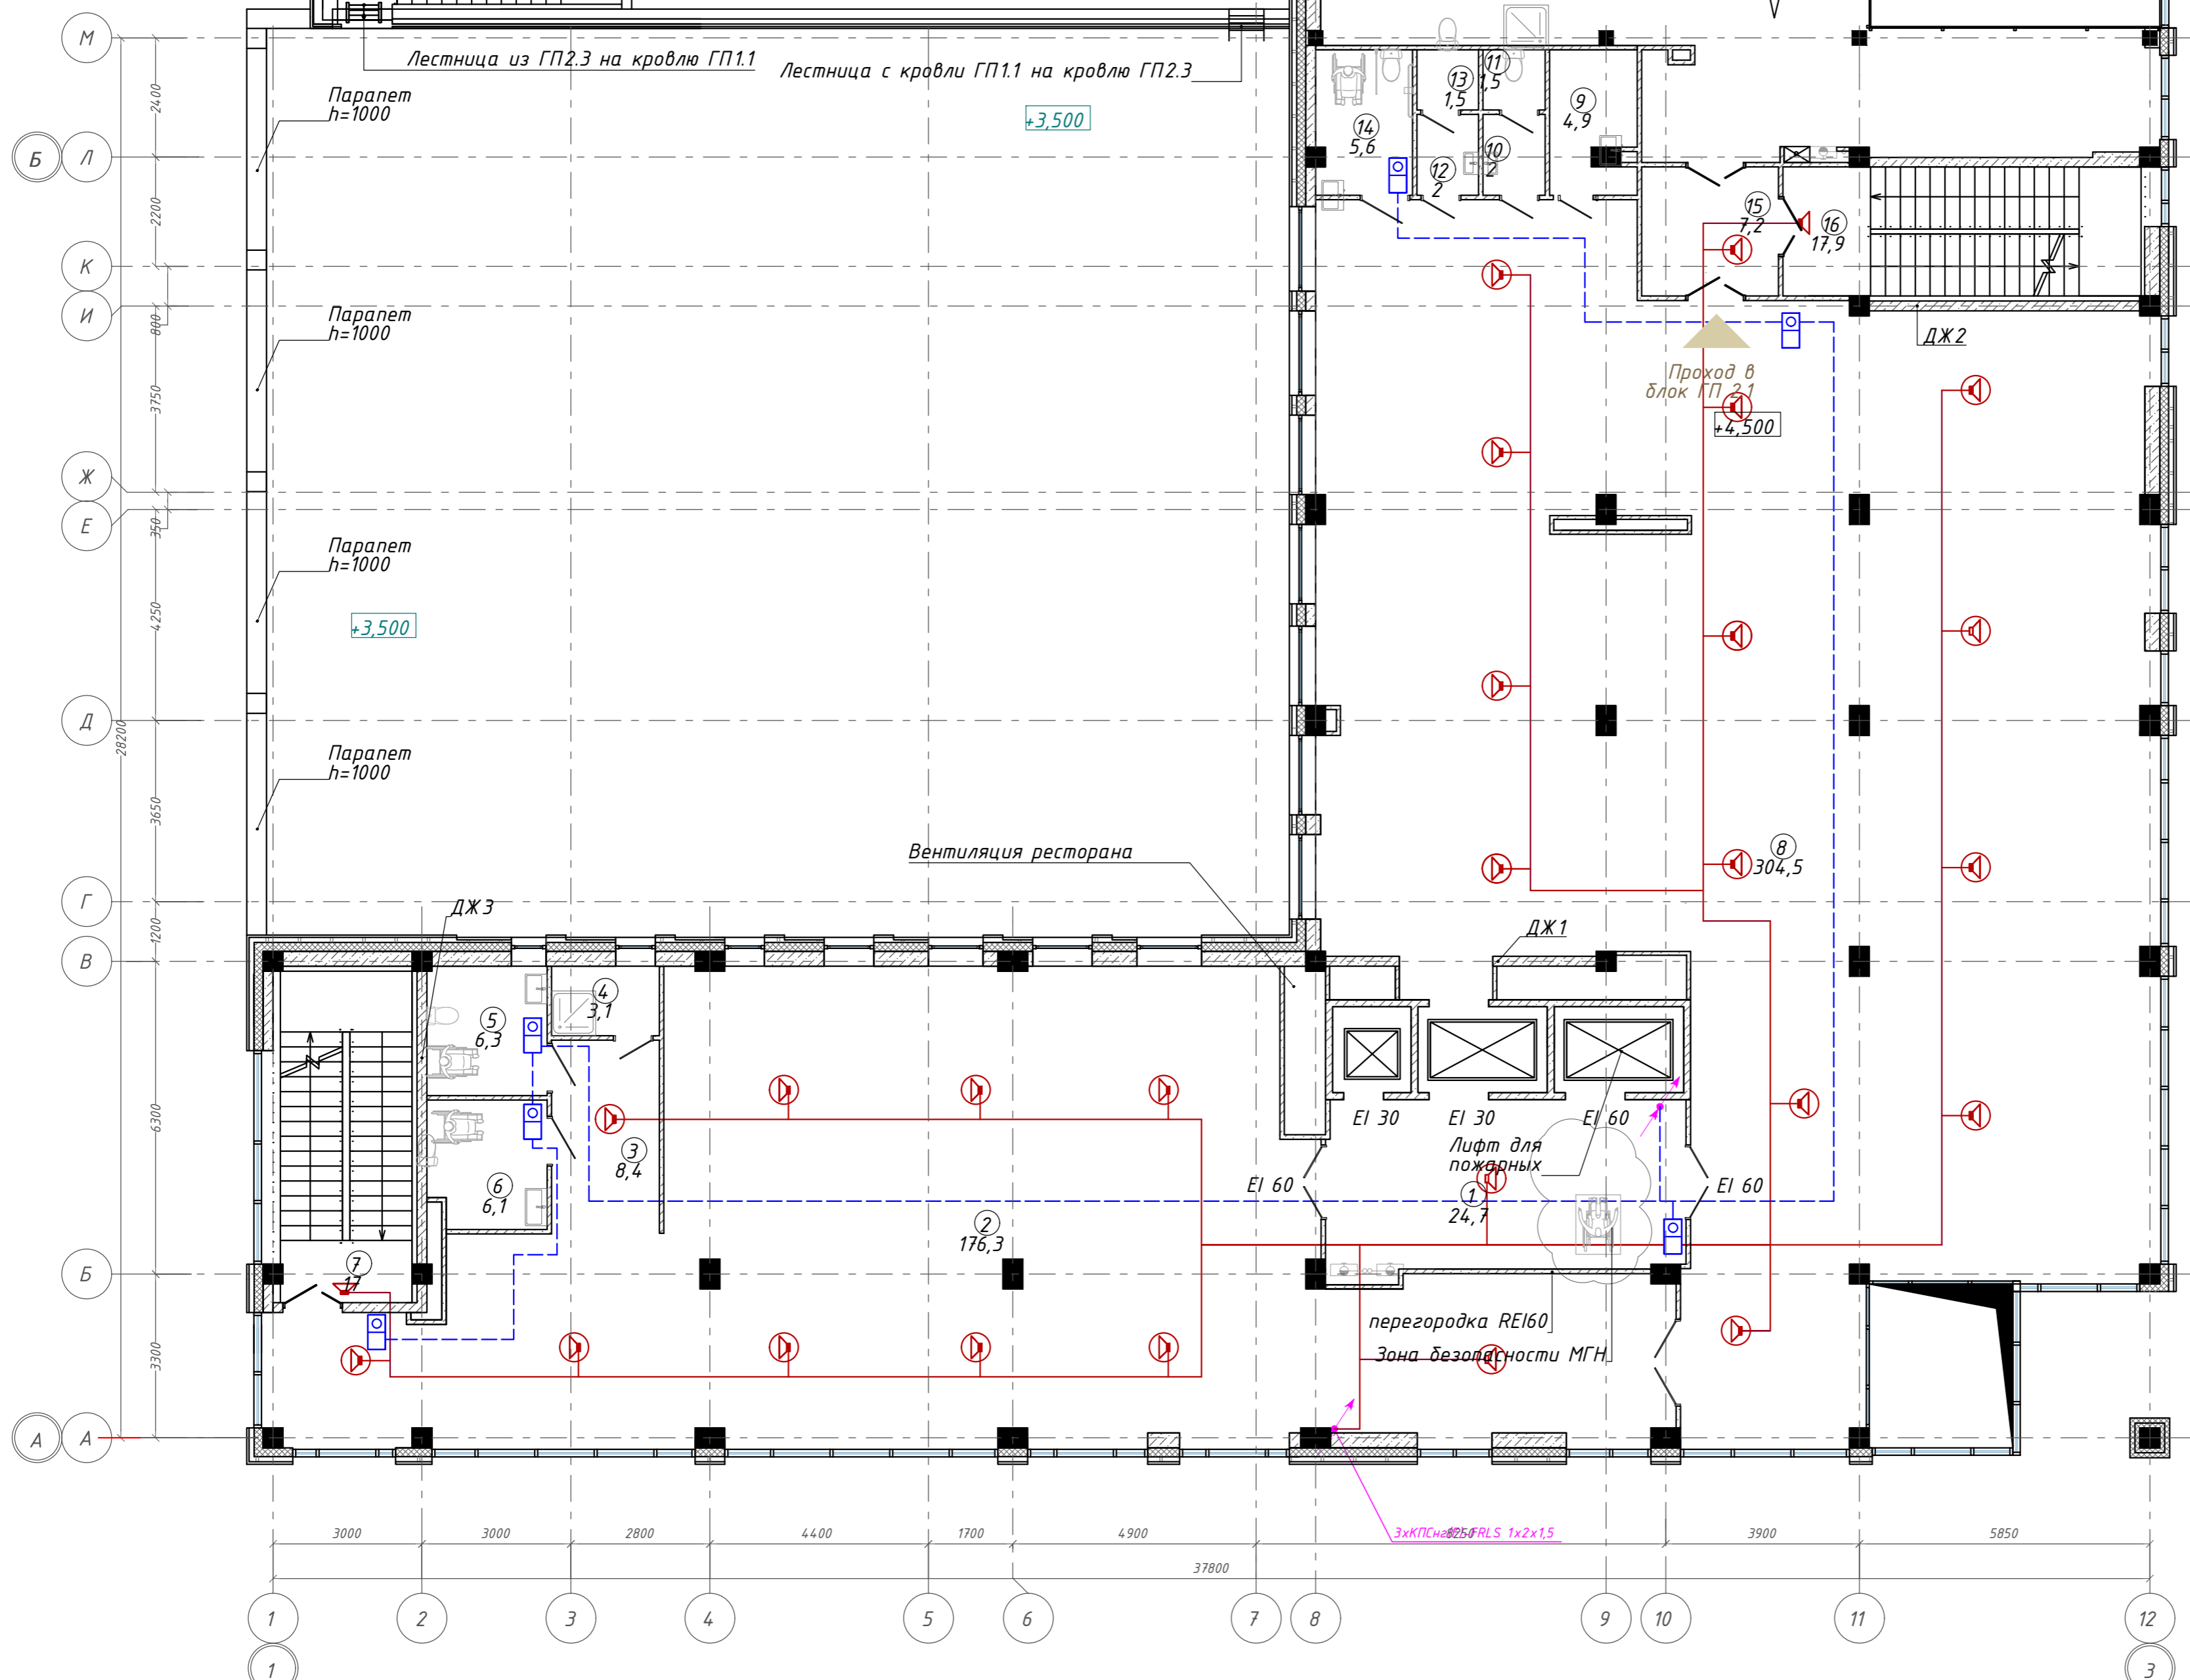 М
2400
Лестница из ГП2.3 на кровлю ГП1.1
Лестница с кровли ГП1.1 на кровлю ГП2.3
Парапет
h=1000
+3,500
13
1,5
11
1,5
9
4,9
14
5,6
12
2
10
2
Б
Л
2200
15
7,2
16
17,9
К
И
800
Парапет
h=1000
ДЖ2
Проход в
блок ГП 2.1
+4,500
3750
Ж
Е
350
Парапет
h=1000
4250
+3,500
Д
28200
Парапет
h=1000
3650
Вентиляция ресторана
8
304,5
Г
ДЖ3
ДЖ1
1200
В
4
3,1
5
6,3
6300
EI 30
EI 30
EI 60
Лифт для
пожарных
3
8,4
6
6,1
EI 60
EI 60
1
24,7
2
176,3
7
17
Б
перегородка REI60
Зона безопасности МГН
3300
А
А
3000
3000
2800
4400
1700
4900
8250
3900
5850
37800
1
2
3
4
5
6
7
8
9
10
11
12
1
3